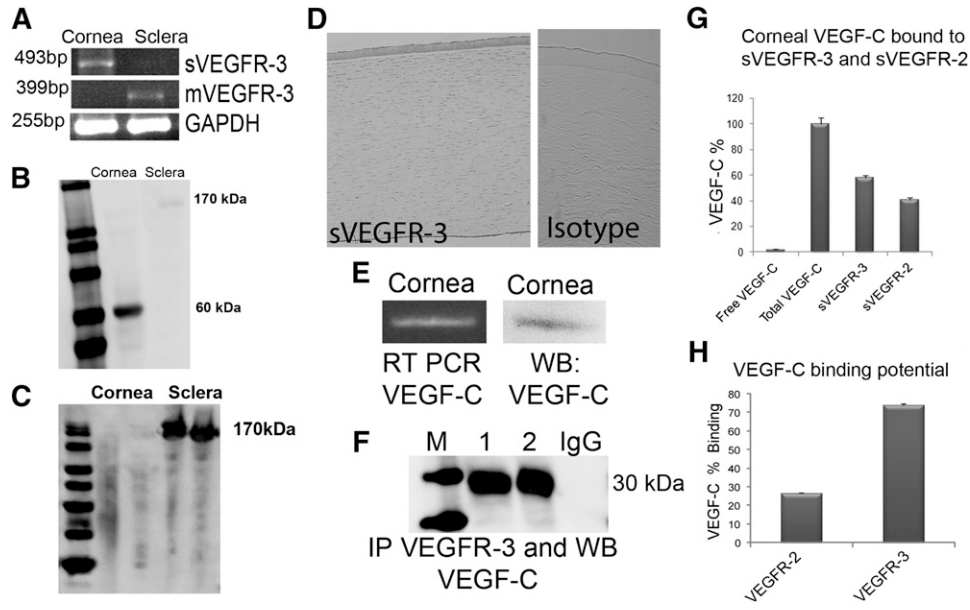 A
Cornea Sclera
493bp
sVEGFR-3
399bp
mVEGFR-3
255bp
GAPDH
B
Cornea Sclera
170 kDa
60 kDa
C
Cornea Sclera
170kDa
D
sVEGFR-3
Isotype
E
Cornea Cornea
RT PCR
VEGF-C
WB:
VEGF-C
F
M 1 2 IgG
30 kDa
IP VEGFR-3 and WB
VEGF-C
G
Corneal VEGF-C bound to
sVEGFR-3 and sVEGFR-2
VEGF-C %
120
100
80
60
40
20
0
Free VEGF-C
Total VEGF-C
sVEGFR-3
sVEGFR-2
H
VEGF-C binding potential
VEGF-C % Binding
80
70
60
50
40
30
20
10
0
VEGFR-2
VEGFR-3